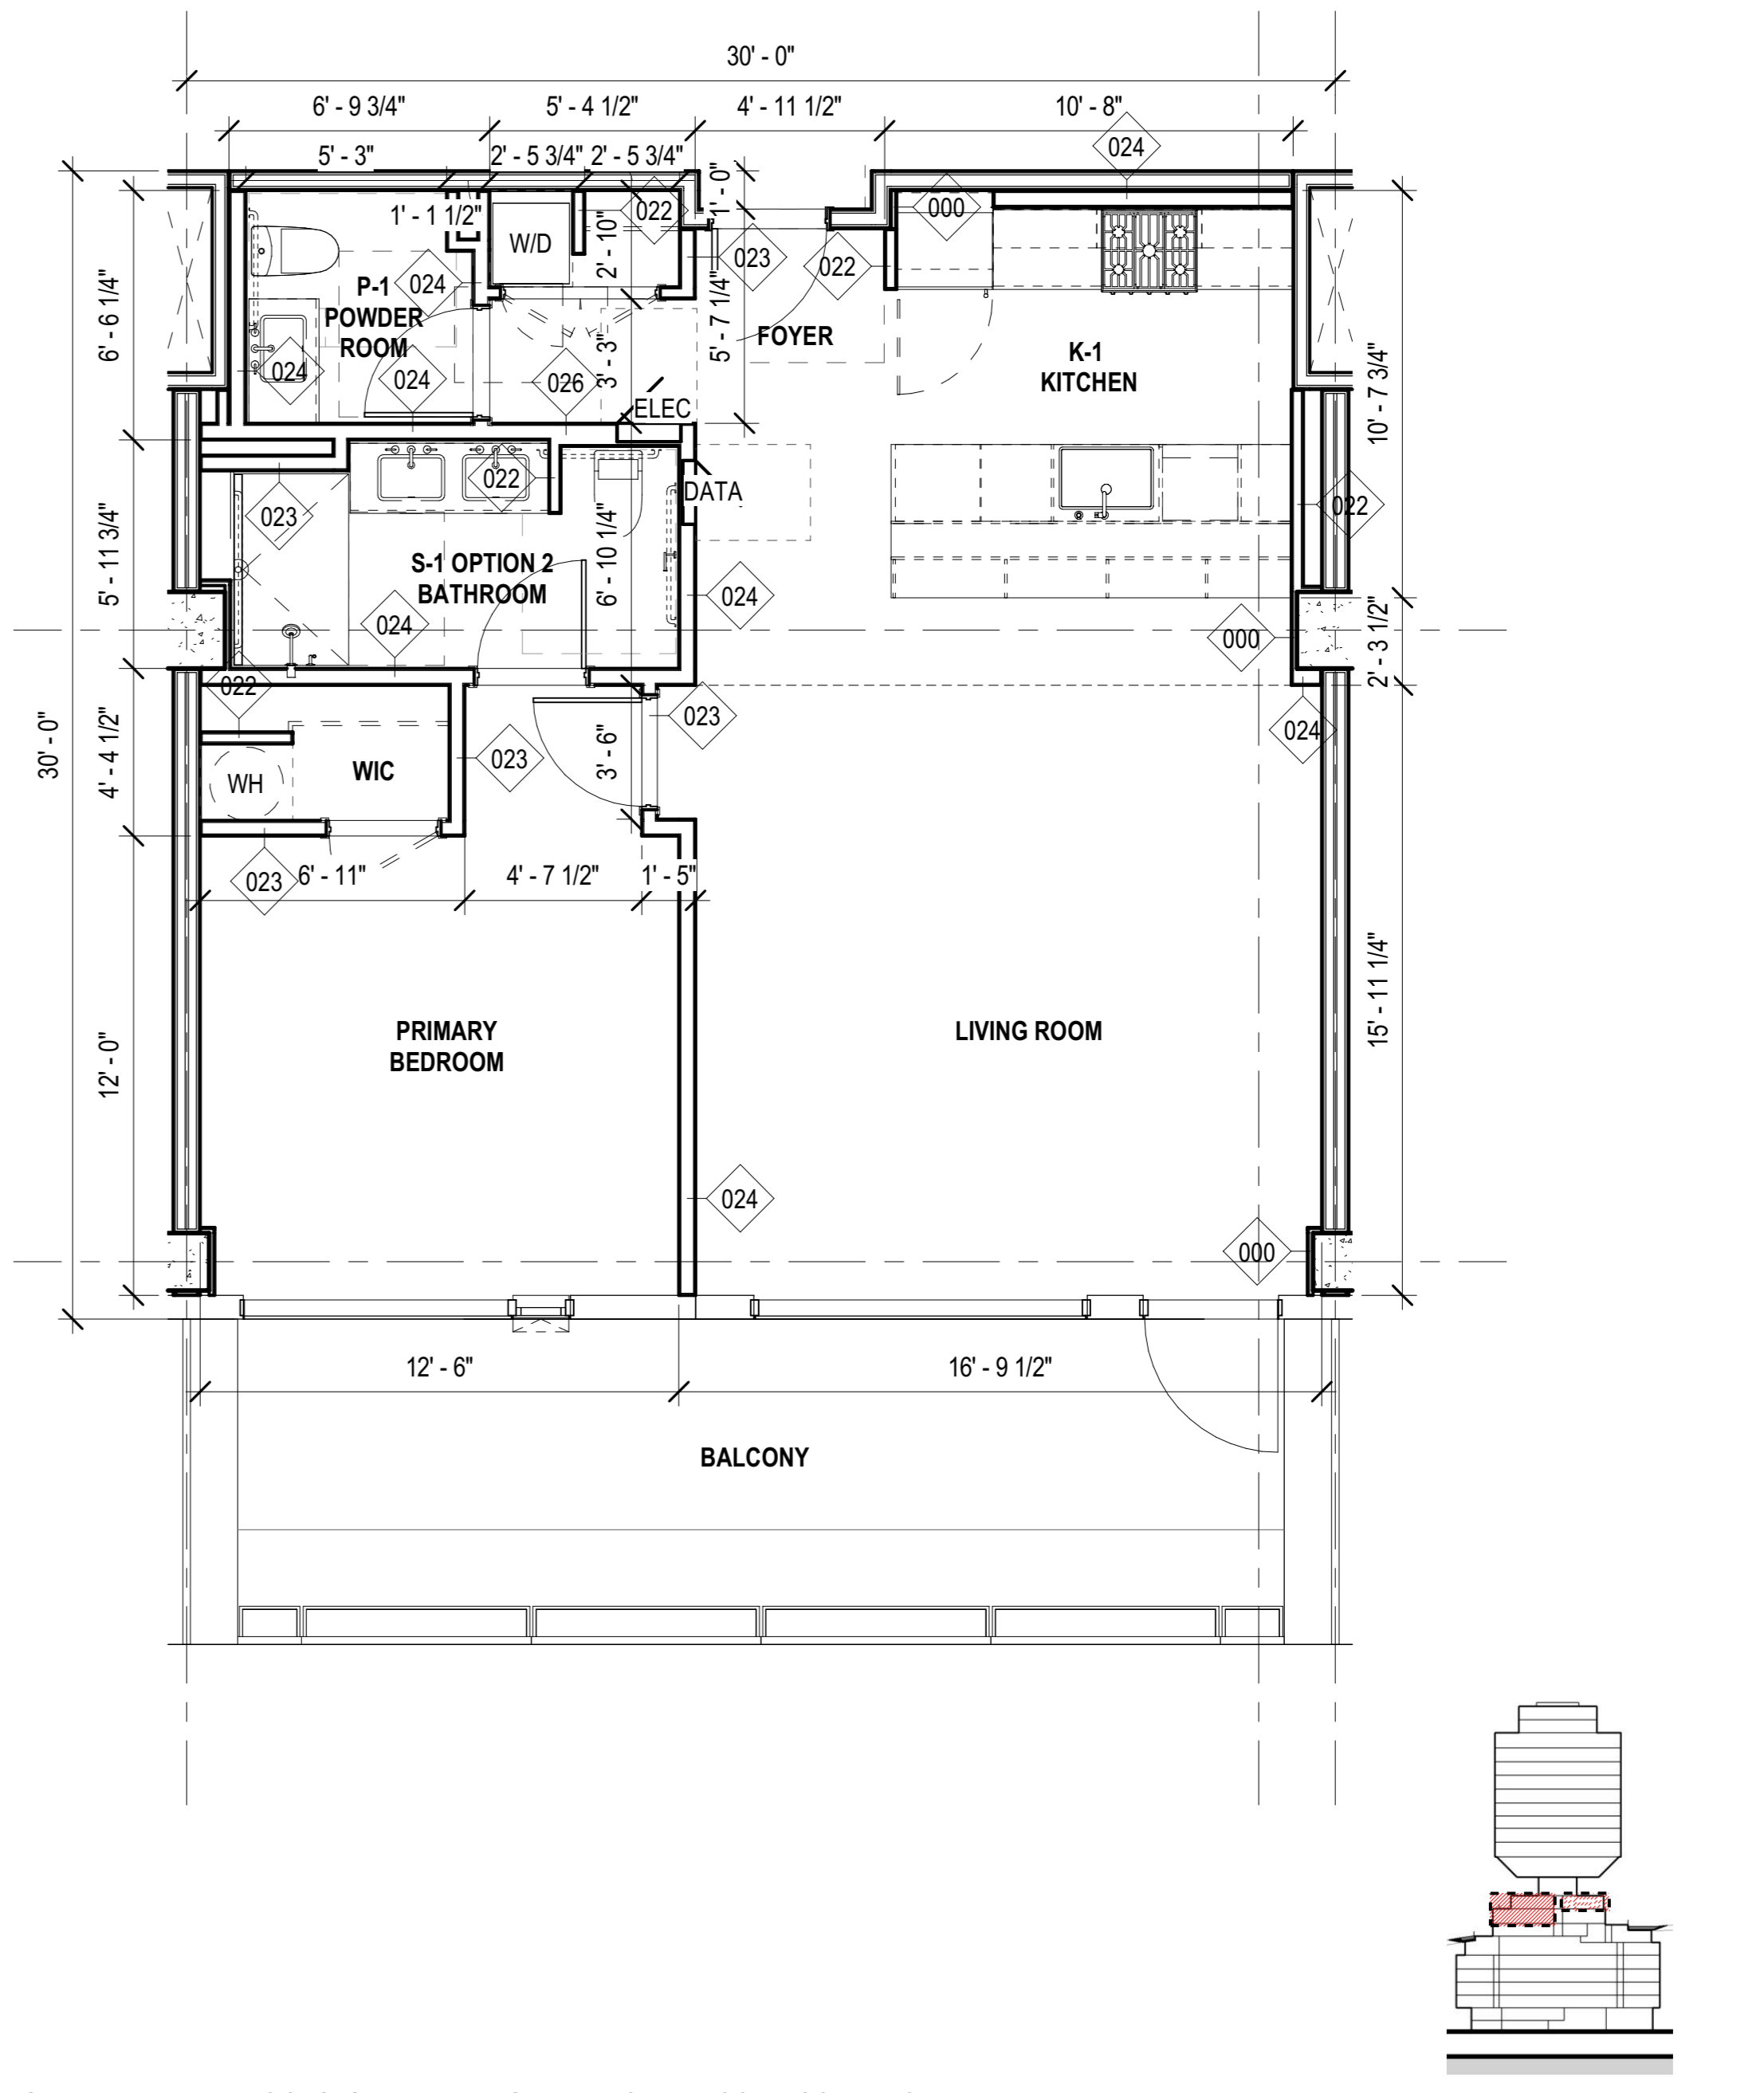 30' - 0"
6' - 9 3/4"
5' - 4 1/2"
4' - 11 1/2"
10' - 8"
024
5' - 3"
2' - 5 3/4"
2' - 5 3/4"
1' - 0"
1' - 1 1/2"
W/D
022
000
2' - 10"
023
022
024
P-1
POWDER
ROOM
6' - 6 1/4"
5' - 7 1/4"
FOYER
3' - 3"
K-1
KITCHEN
10' - 7 3/4"
024
024
026
ELEC
022
DATA
022
023
5' - 11 3/4"
6' - 10 1/4"
S-1 OPTION 2
BATHROOM
024
024
000
2' - 3 1/2"
022
023
024
30' - 0"
4' - 4 1/2"
3' - 6"
023
WH
WIC
023
6' - 11"
4' - 7 1/2"
1' - 5"
15' - 11 1/4"
12' - 0"
PRIMARY
BEDROOM
LIVING ROOM
024
000
12' - 6"
16' - 9 1/2"
BALCONY